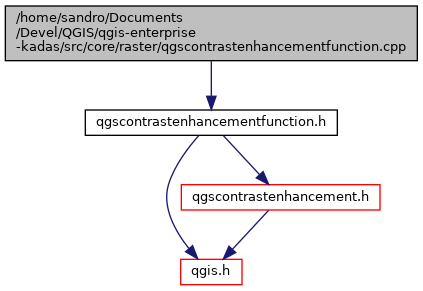 /home/sandro/Documents
/Devel/QGIS/qgis-enterprise
-kadas/src/core/raster/qgscontrastenhancementfunction.cpp
qgscontrastenhancementfunction.h
qgscontrastenhancement.h
qgis.h